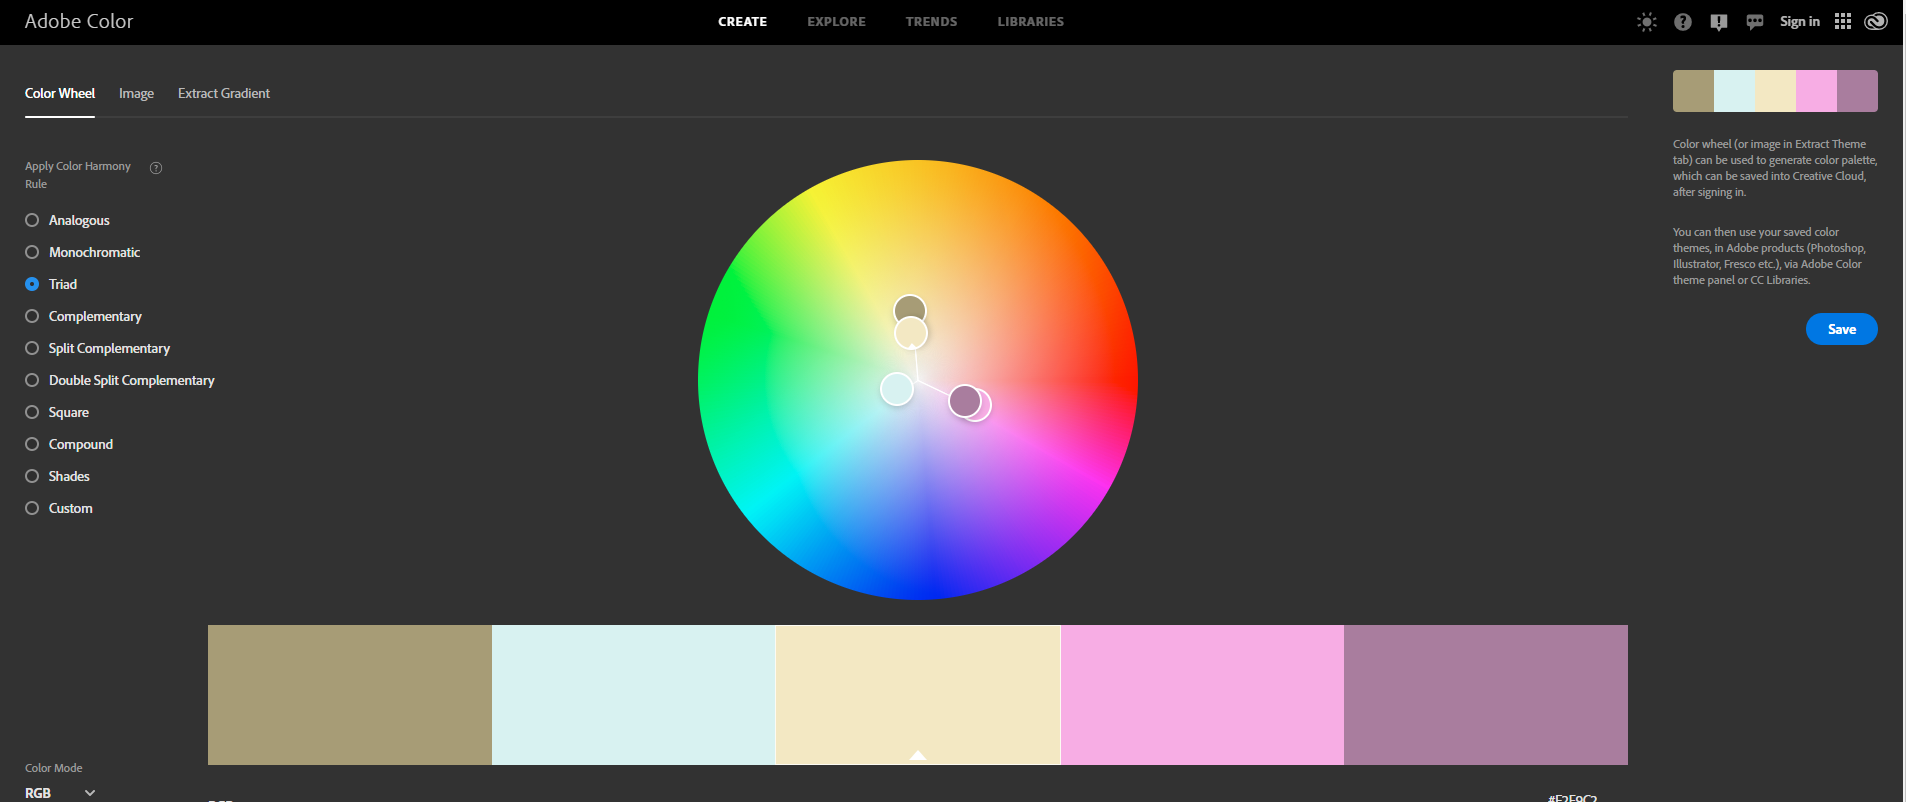 Adobe Color
CREATE EXPLORE TRENDS LIBRARIES
Sign in
Color Wheel Image Extract Gradient
Apply Color Harmony
Rule
Analogous
Monochromatic
Triad
Complementary
Split Complementary
Double Split Complementary
Square
Compound
Shades
Custom
Color wheel (or image in Extract Theme
tab) can be used to generate color palette,
which can be saved into Creative Cloud,
after signing in.
You can then use your saved color
themes, in Adobe products (Photoshop,
Illustrator, Fresco etc.), via Adobe Color
theme panel or CC Libraries.
Save
Color Mode
RGB